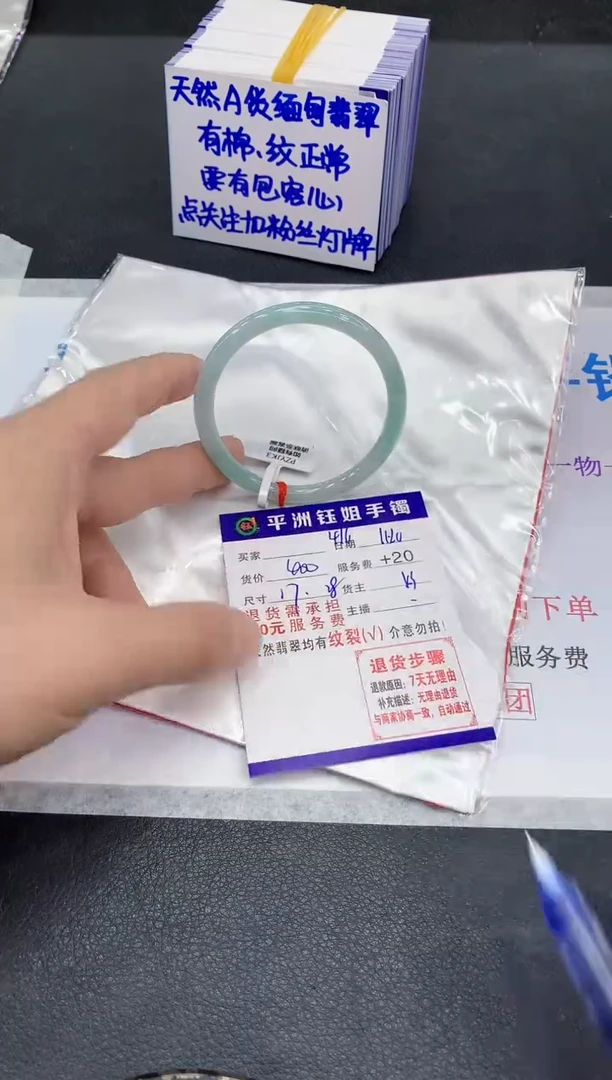 天然A货缅甸翡翠
有棉、纹正常
要有包容心
点关注加粉丝灯牌
PZYJK3
平洲钰姐手镯
买家 日期
货价 600 服务费 +20
尺寸 17. 货主
退货需承担 主播
0元服务费
然翡翠均有纹裂(√) 介意勿拍!
退货步骤
退款原因:7天无理由
补充描述:无理由退货
与商家协商一致,自动通过
一物一
下单
服务费
团